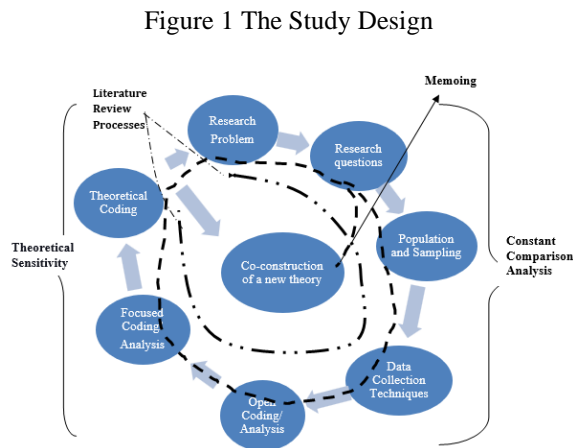 Figure 1 The Study Design
Literature
Review
Processes
Memoing
Research
Problem
Research
questions
Theoretical
Coding
Population
and Sampling
Theoretical
Sensitivity
Constant
Comparison
Analysis
Co-construction
of a new theory
Focused
Coding
Analysis
Data
Collection
Techniques
Open
Coding/
Analysis